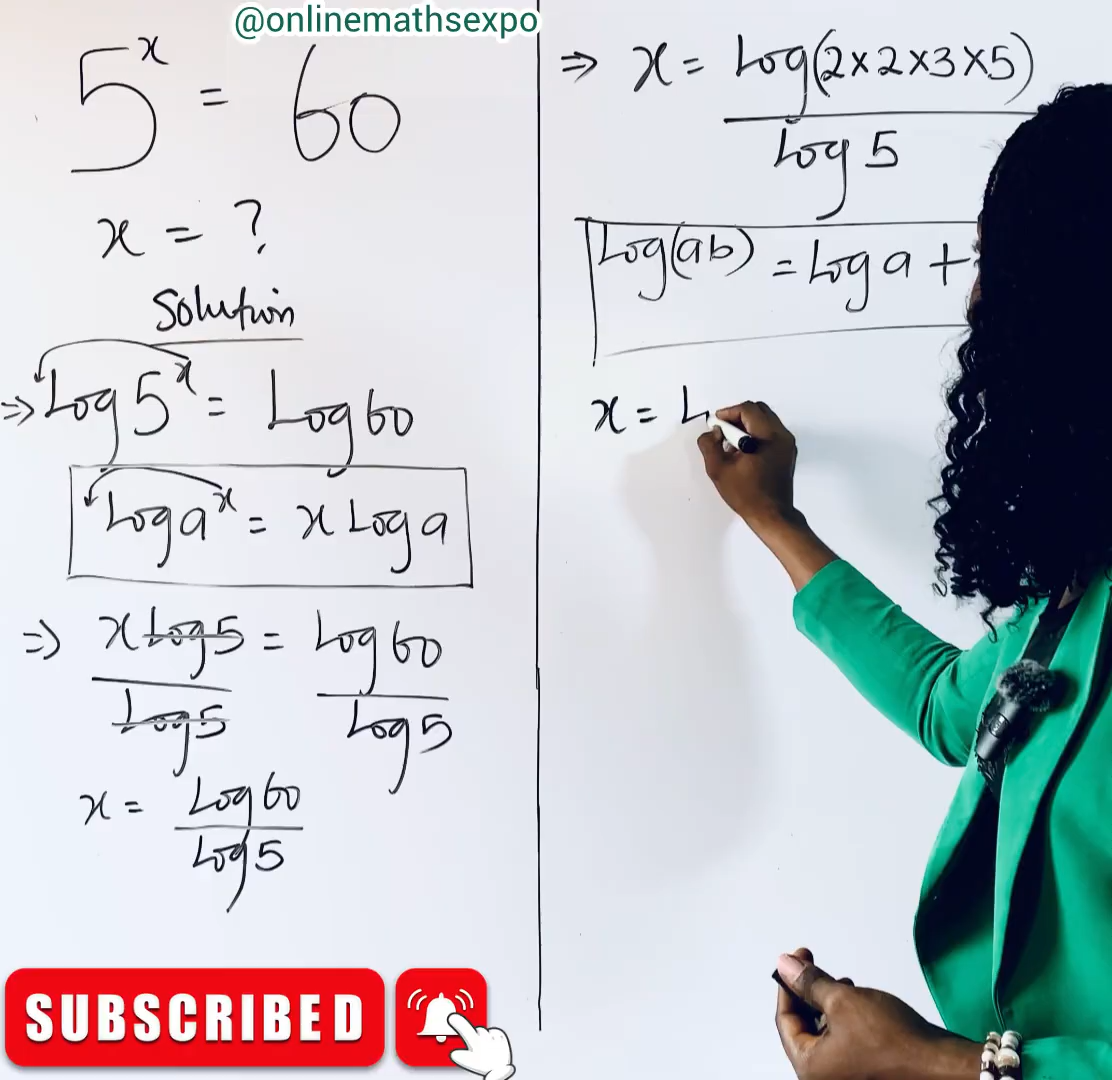 @onlinemathsexpo
5ˣ = 60
x = ?
Solution
⇒ Log 5ˣ = Log 60
Log aˣ = x Log a
⇒ x Log 5 / Log 5 = Log 60 / Log 5
x = Log 60 / Log 5
SUBSCRIBED
⇒ x = Log(2×2×3×5) / Log 5
Log(ab) = Log a +
x = L